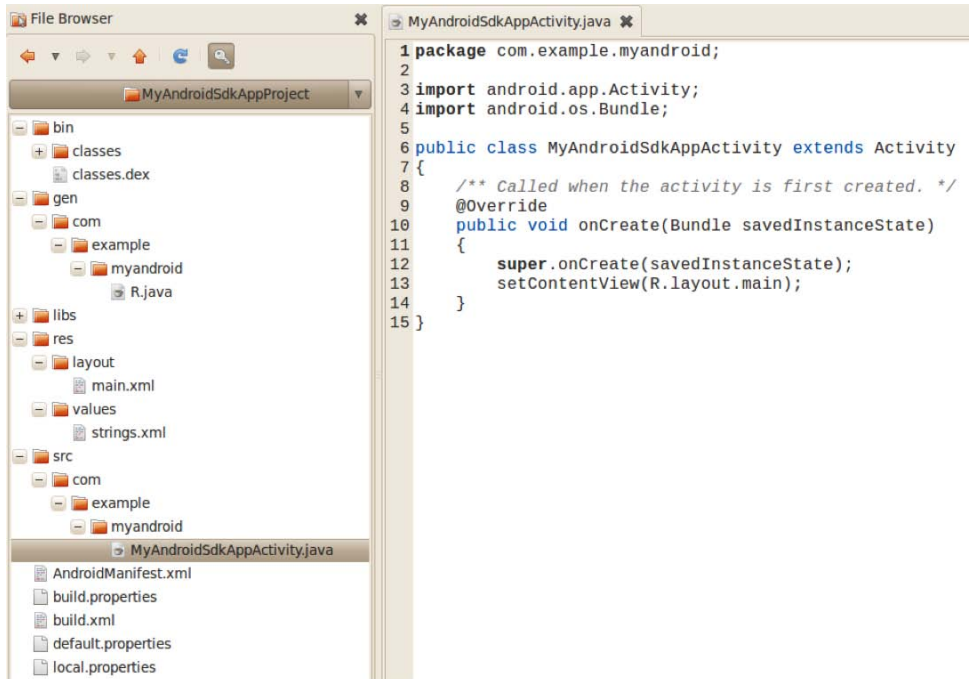 File Browser
MyAndroidSdkAppProject
bin
classes
classes.dex
gen
com
example
myandroid
R.java
libs
res
layout
main.xml
values
strings.xml
src
com
example
myandroid
MyAndroidSdkAppActivity.java
AndroidManifest.xml
build.properties
build.xml
default.properties
local.properties
MyAndroidSdkAppActivity.java
1 package com.example.myandroid;
2
3 import android.app.Activity;
4 import android.os.Bundle;
5
6 public class MyAndroidSdkAppActivity extends Activity
7 {
8     /** Called when the activity is first created. */
9     @Override
10     public void onCreate(Bundle savedInstanceState)
11     {
12         super.onCreate(savedInstanceState);
13         setContentView(R.layout.main);
14     }
15 }